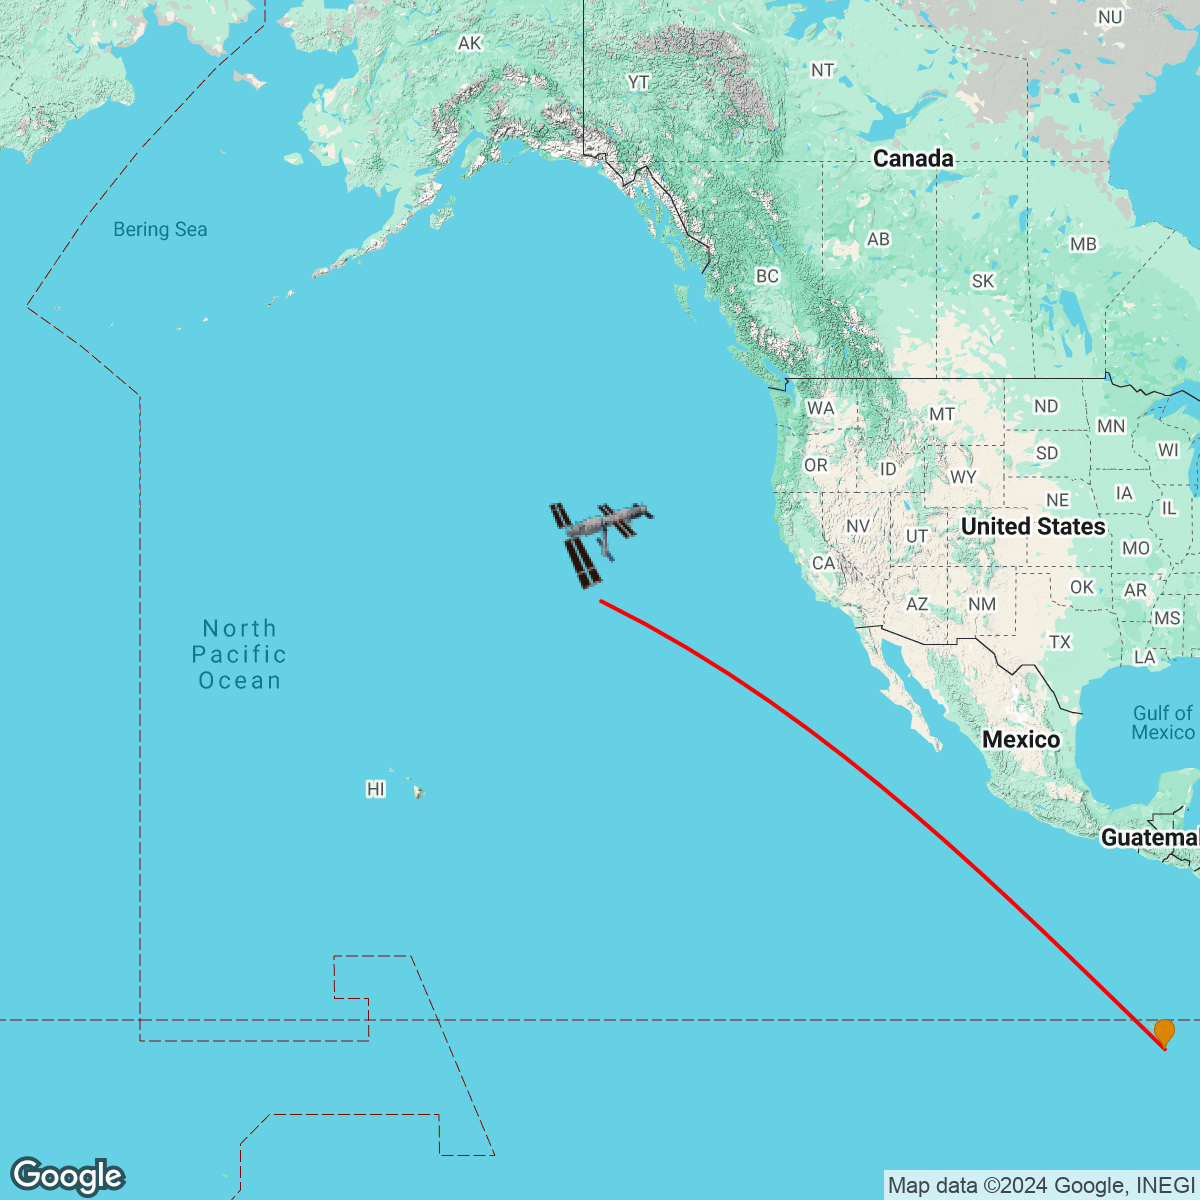 NU
AK
NT
YT
Canada
Bering Sea
AB
MB
BC
SK
WA
MT
ND
MN
OR
ID
SD
WI
WY
NE
IA
IL
NV
UT
United States
MO
CA
OK
AR
AZ
NM
MS
North
Pacific
Ocean
TX
LA
Gulf of
Mexico
Mexico
HI
Guatemal
Google
Map data ©2024 Google, INEGI